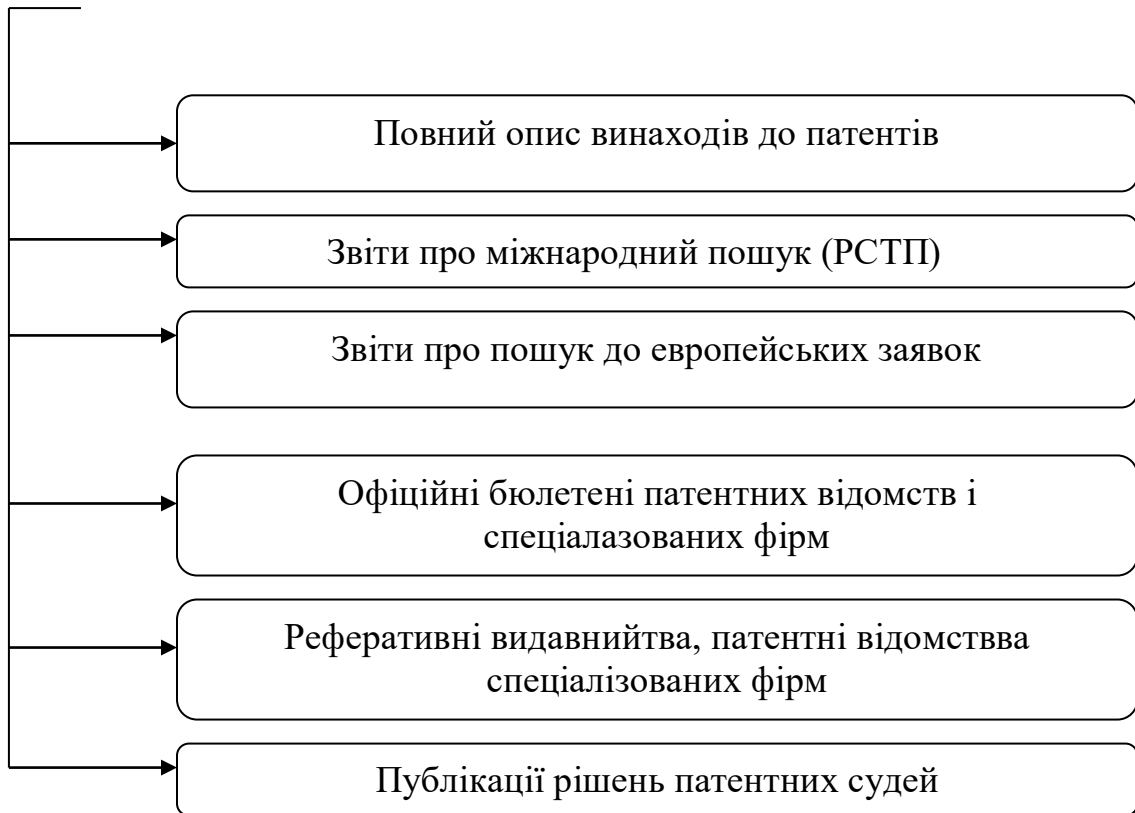 Повний опис винаходів до патентів
Звіти про міжнародний пошук (РСТП)
Звіти про пошук до европейських заявок
Офіційні бюлетені патентних відомств і
спеціалазованих фірм
Реферативні видавнийтва, патентні відомствва
спеціалізованих фірм
Публікації рішень патентних судей